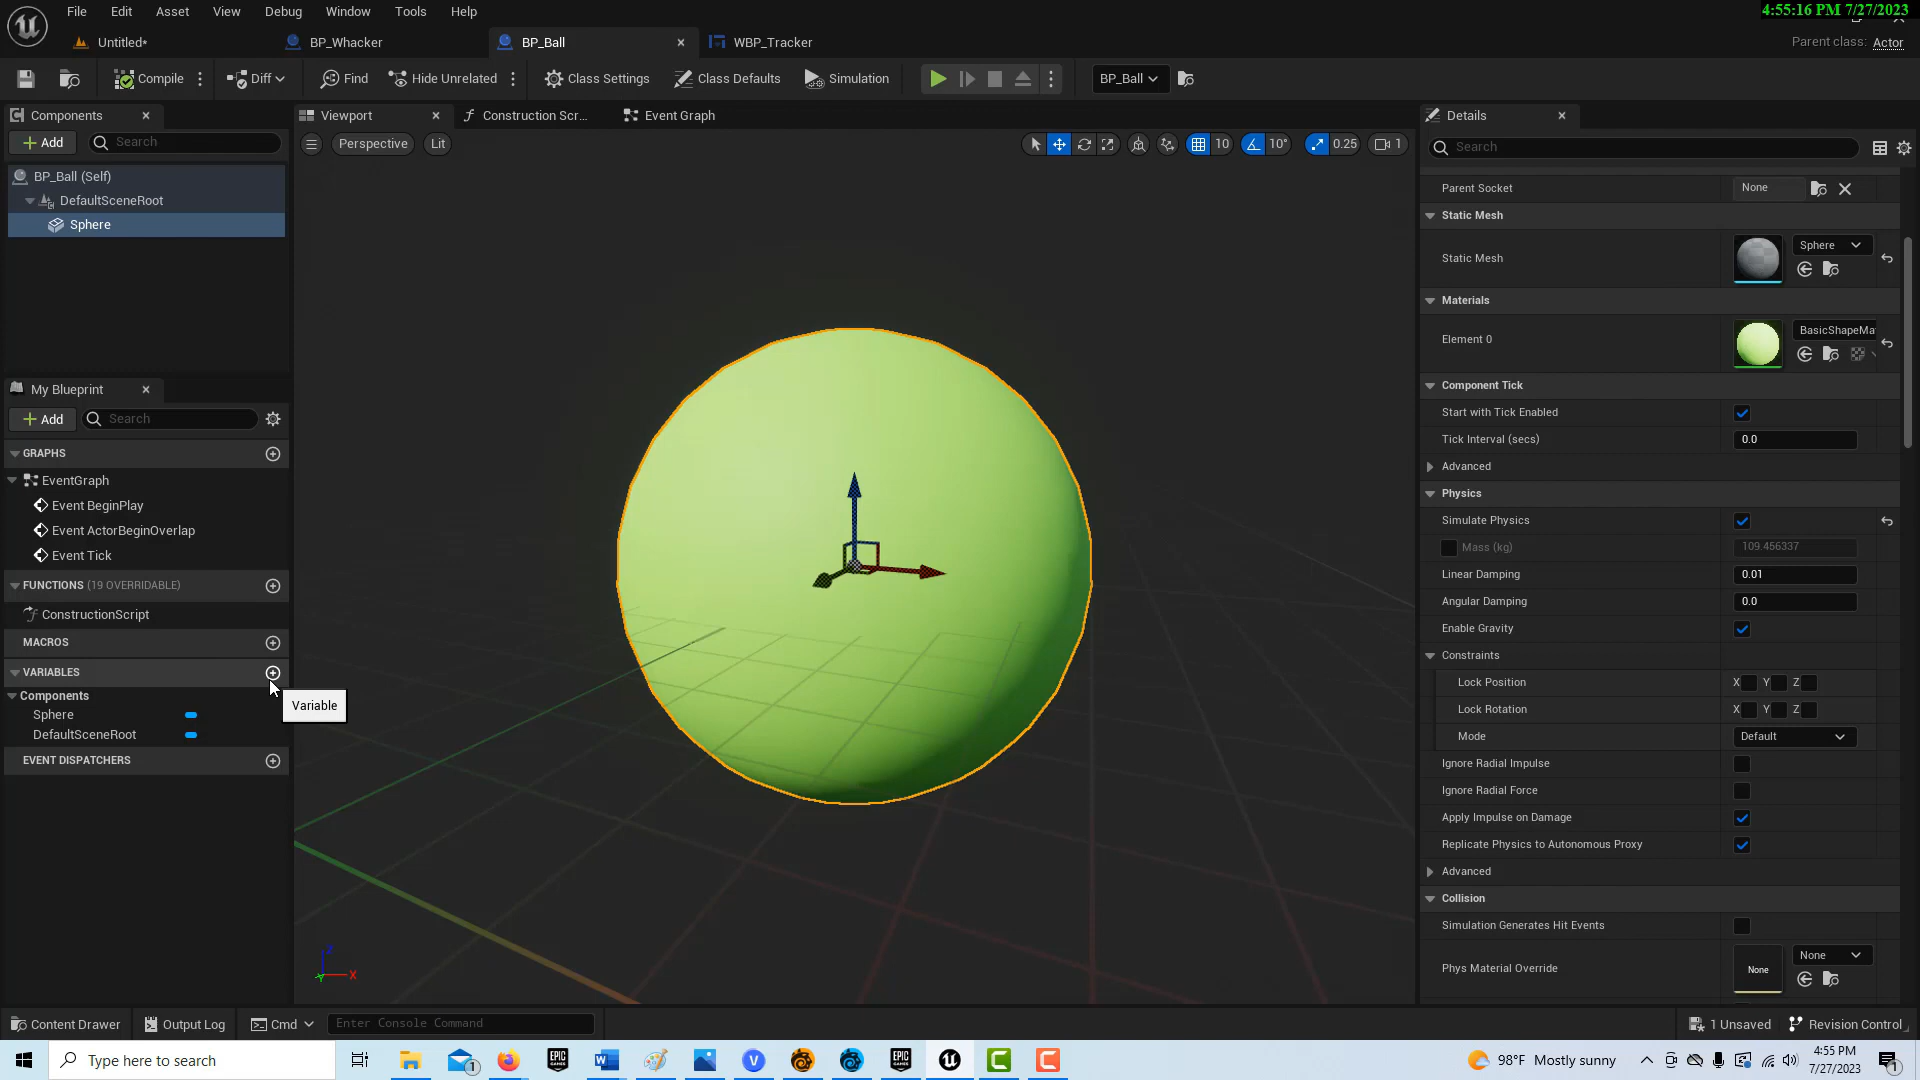 4:55:16 PM 7/27/2023
File Edit Asset View Debug Window Tools Help
Untitled* BP_Whacker BP_Ball WBP_Tracker
Parent class: Actor
Compile Diff Find Hide Unrelated Class Settings Class Defaults Simulation BP_Ball
Components Viewport Construction Scr... Event Graph Details
Add Search Perspective Lit 10 10° 0.25 1 Search
BP_Ball (Self)
DefaultSceneRoot
Sphere
My Blueprint
Add Search
GRAPHS
EventGraph
Event BeginPlay
Event ActorBeginOverlap
Event Tick
FUNCTIONS (19 OVERRIDABLE)
ConstructionScript
MACROS
VARIABLES
Variable
Components
Sphere
DefaultSceneRoot
EVENT DISPATCHERS
Z
X
Y
Parent Socket None
Static Mesh
Static Mesh Sphere
Materials
Element 0 BasicShapeMa
Component Tick
Start with Tick Enabled
Tick Interval (secs) 0.0
Advanced
Physics
Simulate Physics
Mass (kg) 109.456337
Linear Damping 0.01
Angular Damping 0.0
Enable Gravity
Constraints
Lock Position X Y Z
Lock Rotation X Y Z
Mode Default
Ignore Radial Impulse
Ignore Radial Force
Apply Impulse on Damage
Replicate Physics to Autonomous Proxy
Advanced
Collision
Simulation Generates Hit Events
Phys Material Override None None
Content Drawer Output Log Cmd Enter Console Command 1 Unsaved Revision Control
Type here to search 98°F Mostly sunny 4:55 PM
7/27/2023